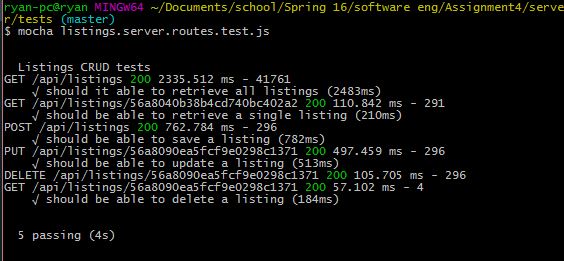 ryan-pc@ryan MINGW64 ~/Documents/school/Spring 16/software eng/Assignment4/serve
r/tests (master)
$ mocha listings.server.routes.test.js
Listings CRUD tests
GET /api/listings 200 2335.512 ms - 41761
√ should it able to retrieve all listings (2483ms)
GET /api/listings/56a8040b38b4cd740bc402a2 200 110.842 ms - 291
√ should be able to retrieve a single listing (210ms)
POST /api/listings 200 762.784 ms - 296
√ should be able to save a listing (782ms)
PUT /api/listings/56a8090ea5fcf9e0298c1371 200 497.459 ms - 296
√ should be able to update a listing (513ms)
DELETE /api/listings/56a8090ea5fcf9e0298c1371 200 105.705 ms - 296
GET /api/listings/56a8090ea5fcf9e0298c1371 200 57.102 ms - 4
√ should be able to delete a listing (184ms)
5 passing (4s)